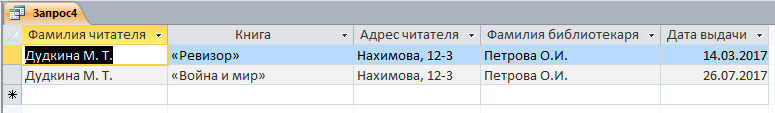 Запрос4
Фамилия читателя Книга Адрес читателя Фамилия библиотекаря Дата выдачи
Дудкина М. Т. «Ревизор» Нахимова, 12-3 Петрова О.И. 14.03.2017
Дудкина М. Т. «Война и мир» Нахимова, 12-3 Петрова О.И. 26.07.2017